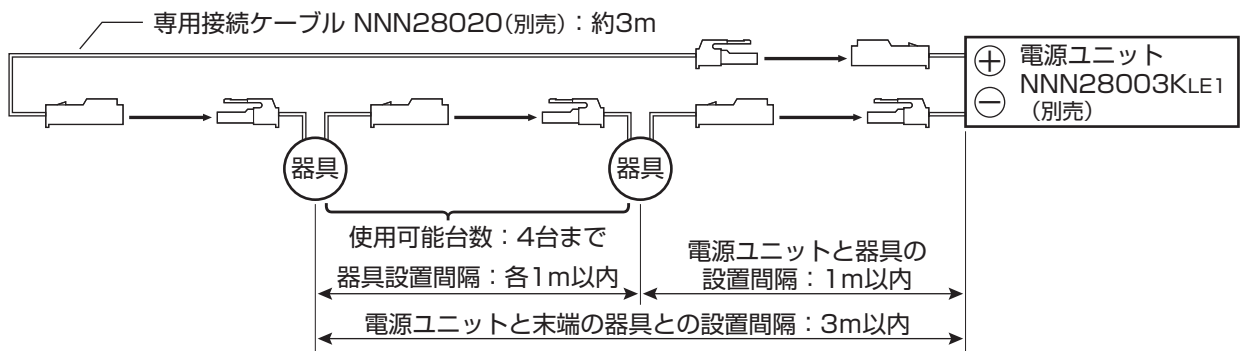 専用接続ケーブル NNN28020(別売)：約3m
⊕ 電源ユニット
NNN28003KLE1
⊖ (別売)
器具
器具
使用可能台数：4台まで
器具設置間隔：各1m以内
電源ユニットと器具の
設置間隔：1m以内
電源ユニットと末端の器具との設置間隔：3m以内